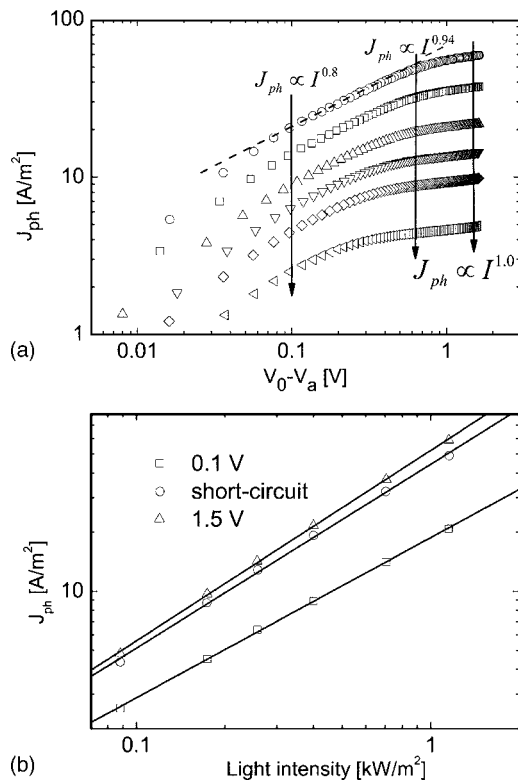 100
J_ph ∝ I^0.94
J_ph ∝ I^0.8
J_ph [A/m²]
10
J_ph ∝ I^1.0
1
0.01
0.1
1
(a)
V_0-V_a [V]
0.1 V
short-circuit
1.5 V
J_ph [A/m²]
10
0.1
1
(b)
Light intensity [kW/m²]